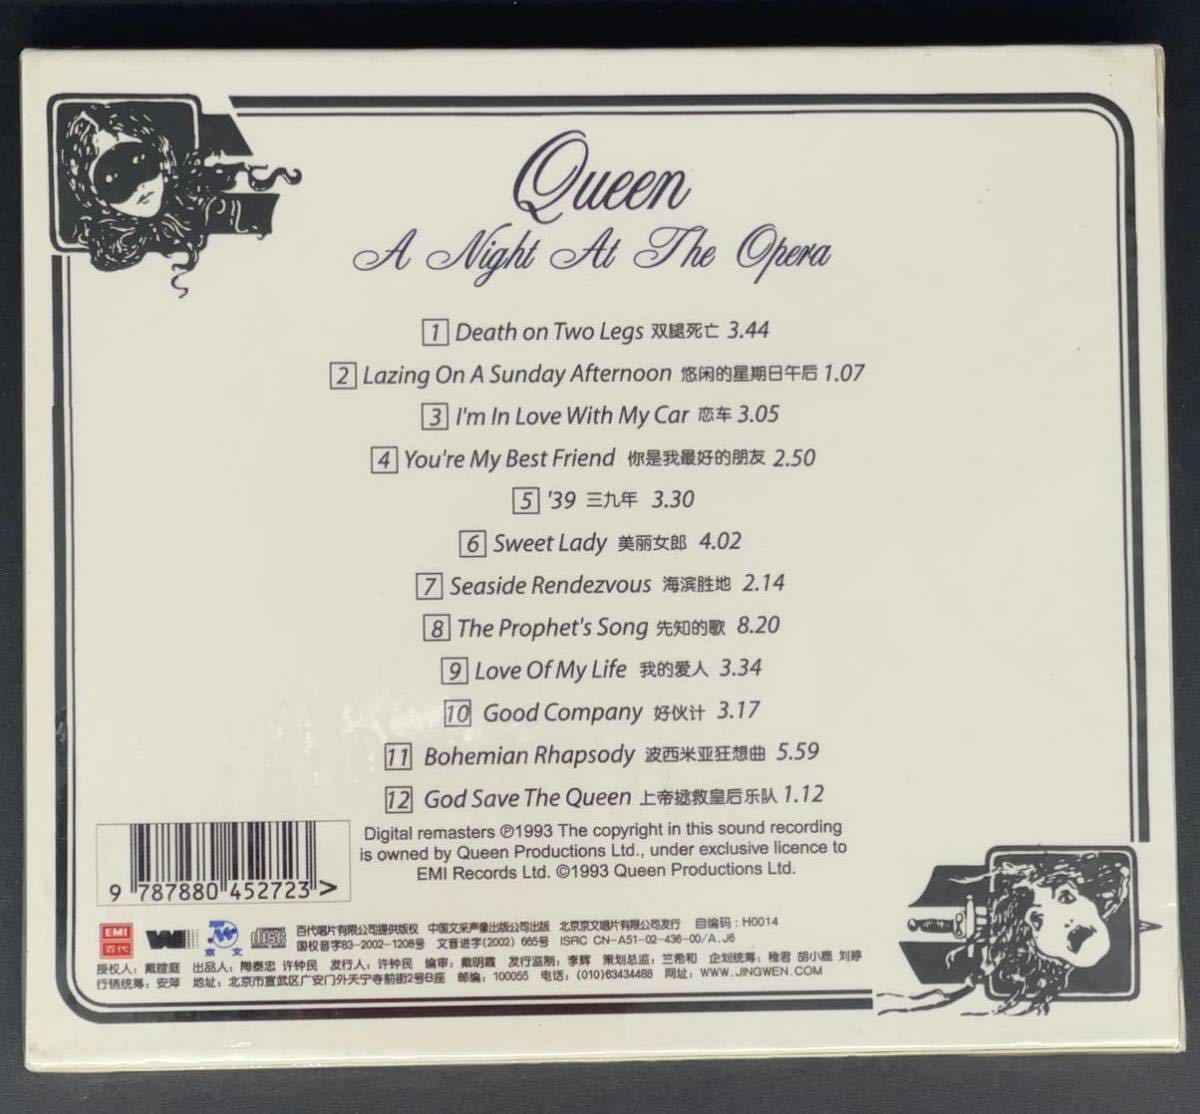 Queen
A Night At The Opera
1 Death on Two Legs 双腿死亡 3.44
2 Lazing On A Sunday Afternoon 悠闲的星期日午后 1.07
3 I'm In Love With My Car 恋车 3.05
4 You're My Best Friend 你是我最好的朋友 2.50
5 '39 三九年 3.30
6 Sweet Lady 美丽女郎 4.02
7 Seaside Rendezvous 海滨胜地 2.14
8 The Prophet's Song 先知的歌 8.20
9 Love Of My Life 我的爱人 3.34
10 Good Company 好伙计 3.17
11 Bohemian Rhapsody 波西米亚狂想曲 5.59
12 God Save The Queen 上帝拯救皇后乐队 1.12
Digital remasters ℗1993 The copyright in this sound recording
is owned by Queen Productions Ltd., under exclusive licence to
EMI Records Ltd. ©1993 Queen Productions Ltd.
9 787880 452723 >
EMI 百代 京文 disc 百代唱片有限公司提供版权 中国文采声像出版公司出版 北京京文唱片有限公司发行 自编码: H0014
国权音字83-2002-1208号 文音进字(2002) 665号 ISRC CN-A51-02-436-00/A.J6
授权人: 戴瞪庭 出品人: 陶泰忠 许钟民 发行人: 许钟民 编审: 戴明霞 发行监制: 李辉 策划总监: 竺希和 企划统筹: 君 胡小鹿 刘婷
行销统筹: 安萍 地址: 北京市宣武区广安门外天宁寺前街2号B座 邮编: 100055 电话: (010)63434488 网址: WWW.JINGWEN.COM